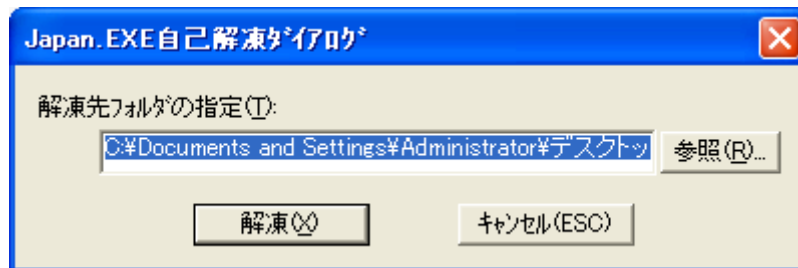 Japan.EXE自己解凍ﾀﾞｲｱﾛｸﾞ
解凍先ﾌｫﾙﾀﾞの指定(T):
C:¥Documents and Settings¥Administrator¥デスクトッ 参照(R)...
解凍(X) ｷｬﾝｾﾙ(ESC)